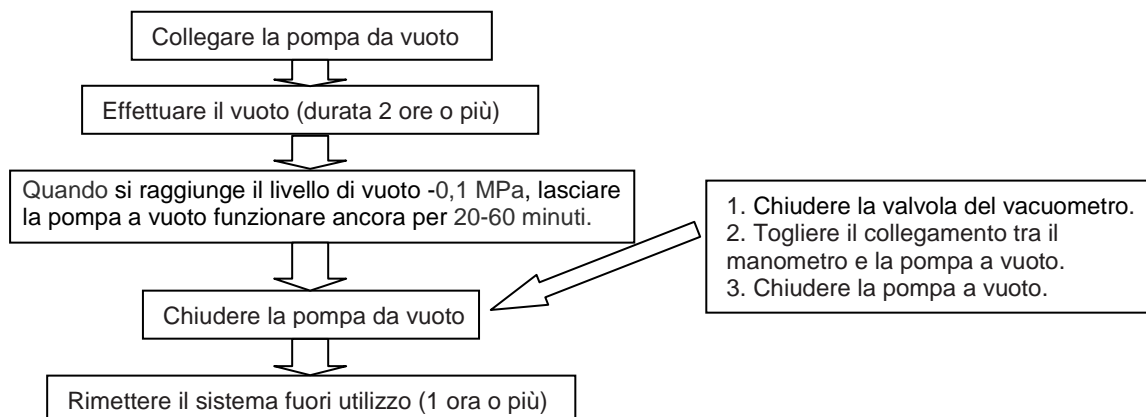 Collegare la pompa da vuoto
Effettuare il vuoto (durata 2 ore o più)
Quando si raggiunge il livello di vuoto -0,1 MPa, lasciare
la pompa a vuoto funzionare ancora per 20-60 minuti.
1. Chiudere la valvola del vacuometro.
2. Togliere il collegamento tra il
manometro e la pompa a vuoto.
3. Chiudere la pompa a vuoto.
Chiudere la pompa da vuoto
Rimettere il sistema fuori utilizzo (1 ora o più)